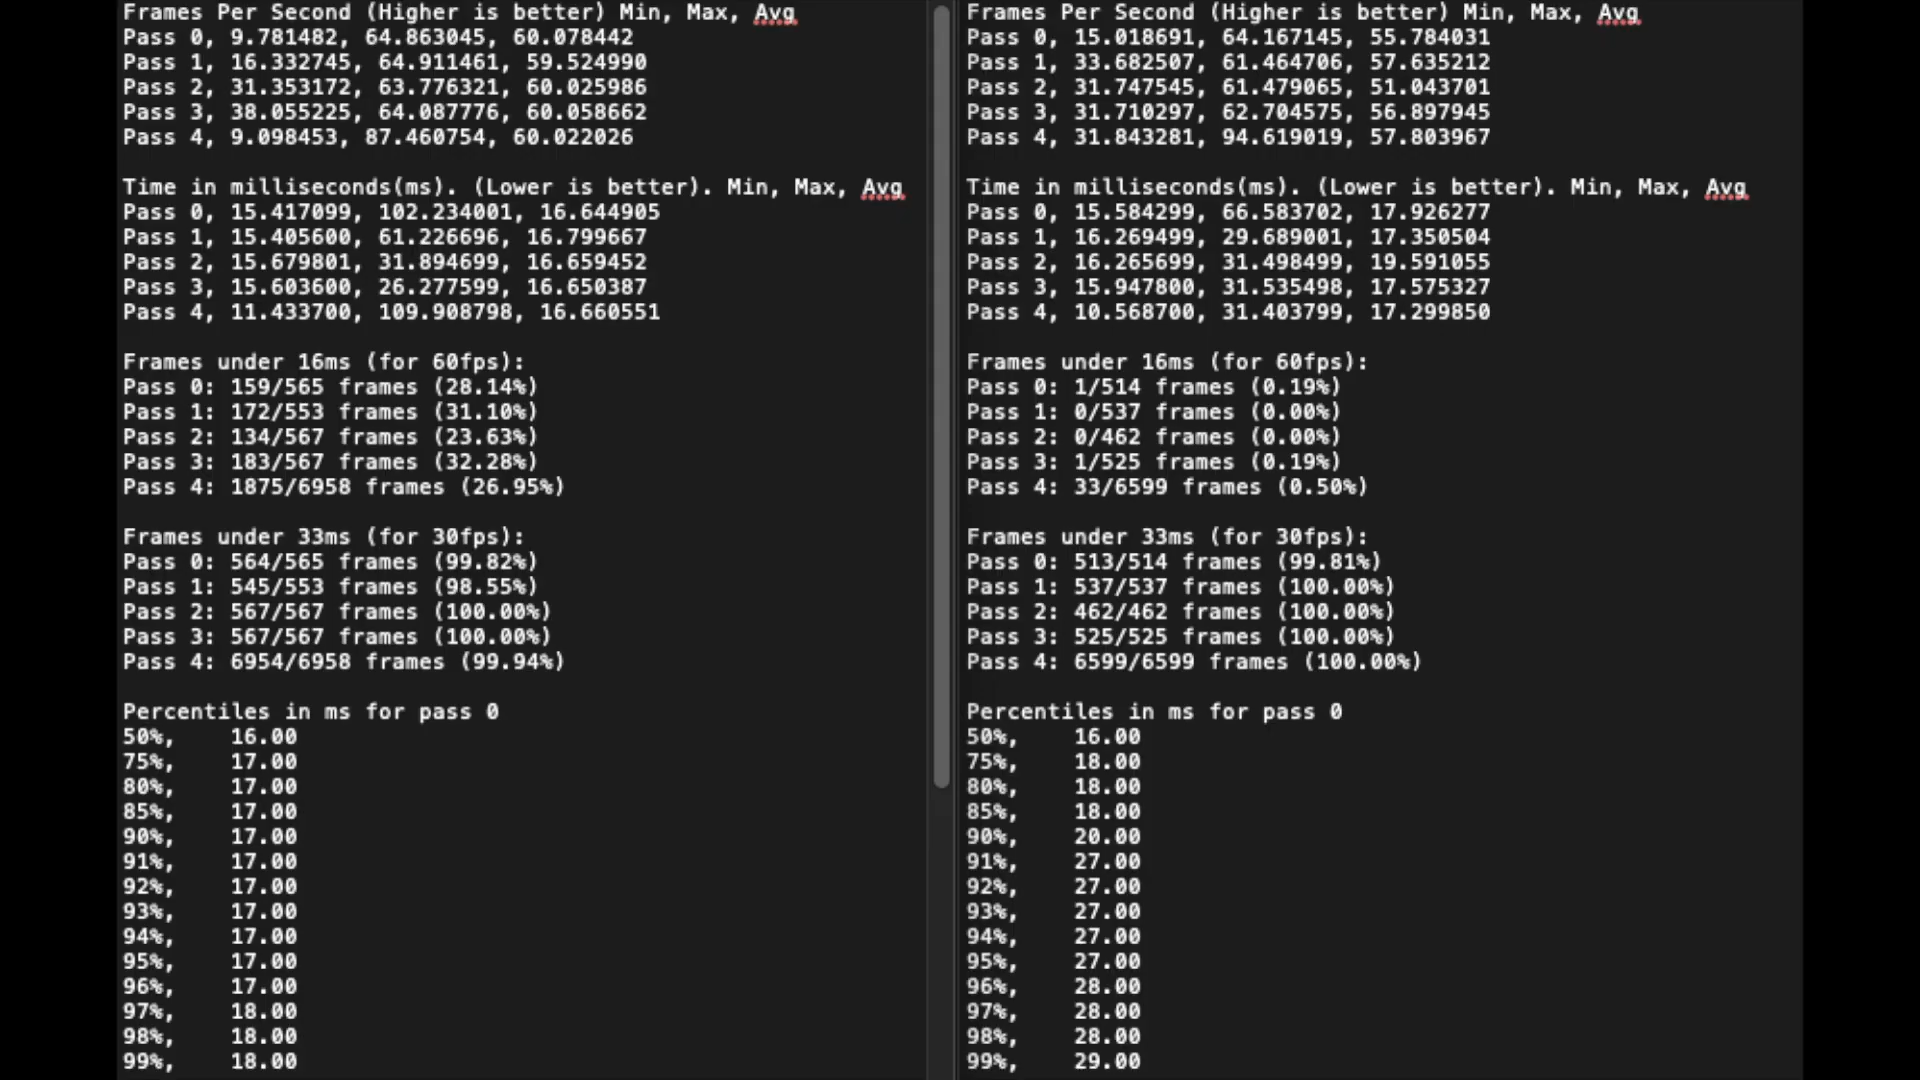 Frames Per Second (Higher is better) Min, Max, Avg
Pass 0, 9.781482, 64.863045, 60.078442
Pass 1, 16.332745, 64.911461, 59.524990
Pass 2, 31.353172, 63.776321, 60.025986
Pass 3, 38.055225, 64.087776, 60.058662
Pass 4, 9.098453, 87.460754, 60.022026
Time in milliseconds(ms). (Lower is better). Min, Max, Avg
Pass 0, 15.417099, 102.234001, 16.644905
Pass 1, 15.405600, 61.226696, 16.799667
Pass 2, 15.679801, 31.894699, 16.659452
Pass 3, 15.603600, 26.277599, 16.650387
Pass 4, 11.433700, 109.908798, 16.660551
Frames under 16ms (for 60fps):
Pass 0: 159/565 frames (28.14%)
Pass 1: 172/553 frames (31.10%)
Pass 2: 134/567 frames (23.63%)
Pass 3: 183/567 frames (32.28%)
Pass 4: 1875/6958 frames (26.95%)
Frames under 33ms (for 30fps):
Pass 0: 564/565 frames (99.82%)
Pass 1: 545/553 frames (98.55%)
Pass 2: 567/567 frames (100.00%)
Pass 3: 567/567 frames (100.00%)
Pass 4: 6954/6958 frames (99.94%)
Percentiles in ms for pass 0
50%, 16.00
75%, 17.00
80%, 17.00
85%, 17.00
90%, 17.00
91%, 17.00
92%, 17.00
93%, 17.00
94%, 17.00
95%, 17.00
96%, 17.00
97%, 18.00
98%, 18.00
99%, 18.00
Frames Per Second (Higher is better) Min, Max, Avg
Pass 0, 15.018691, 64.167145, 55.784031
Pass 1, 33.682507, 61.464706, 57.635212
Pass 2, 31.747545, 61.479065, 51.043701
Pass 3, 31.710297, 62.704575, 56.897945
Pass 4, 31.843281, 94.619019, 57.803967
Time in milliseconds(ms). (Lower is better). Min, Max, Avg
Pass 0, 15.584299, 66.583702, 17.926277
Pass 1, 16.269499, 29.689001, 17.350504
Pass 2, 16.265699, 31.498499, 19.591055
Pass 3, 15.947800, 31.535498, 17.575327
Pass 4, 10.568700, 31.403799, 17.299850
Frames under 16ms (for 60fps):
Pass 0: 1/514 frames (0.19%)
Pass 1: 0/537 frames (0.00%)
Pass 2: 0/462 frames (0.00%)
Pass 3: 1/525 frames (0.19%)
Pass 4: 33/6599 frames (0.50%)
Frames under 33ms (for 30fps):
Pass 0: 513/514 frames (99.81%)
Pass 1: 537/537 frames (100.00%)
Pass 2: 462/462 frames (100.00%)
Pass 3: 525/525 frames (100.00%)
Pass 4: 6599/6599 frames (100.00%)
Percentiles in ms for pass 0
50%, 16.00
75%, 18.00
80%, 18.00
85%, 18.00
90%, 20.00
91%, 27.00
92%, 27.00
93%, 27.00
94%, 27.00
95%, 27.00
96%, 28.00
97%, 28.00
98%, 28.00
99%, 29.00